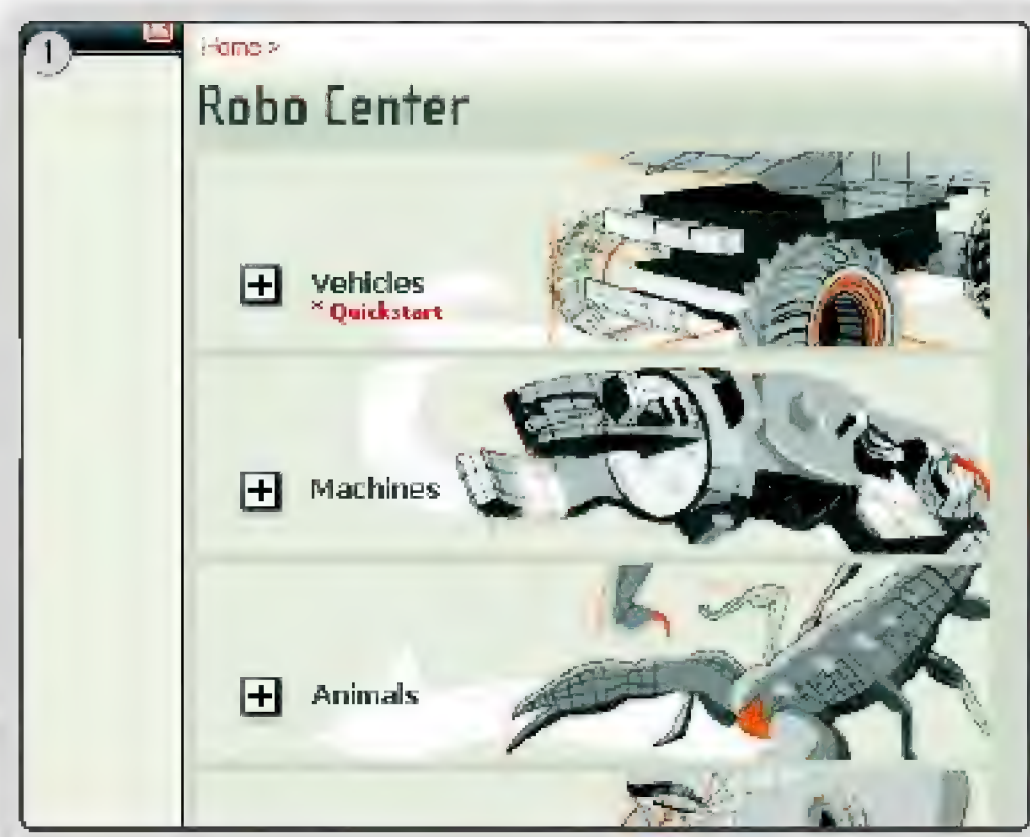 1
Home >
Robo Center
Vehicles
× Quickstart
Machines
Animals